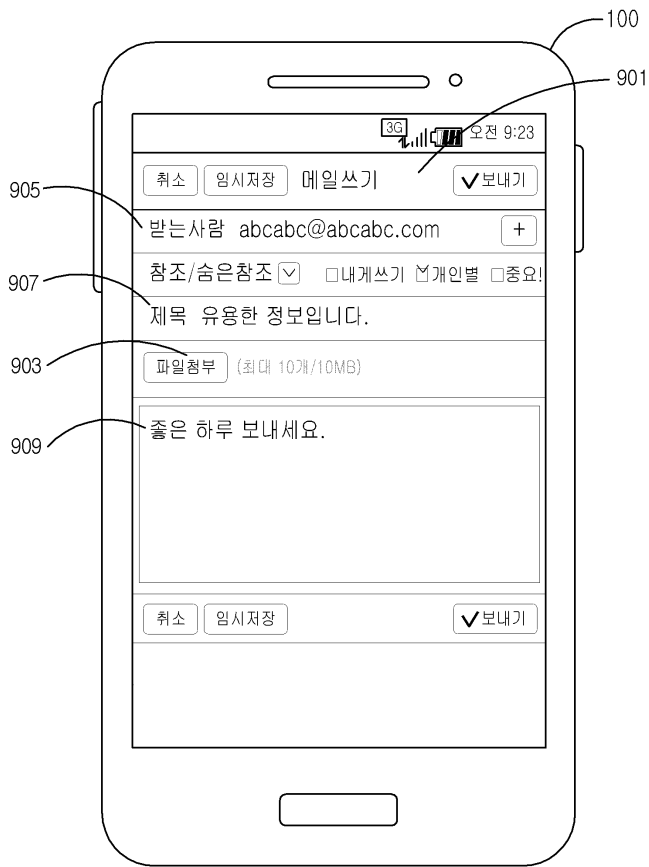 100
901
3G 오전 9:23
취소 임시저장 메일쓰기 보내기
905
받는사람 abcabc@abcabc.com +
참조/숨은참조 내게쓰기 개인별 중요!
907
제목 유용한 정보입니다.
903
파일첨부 (최대 10개/10MB)
909
좋은 하루 보내세요.
취소 임시저장 보내기